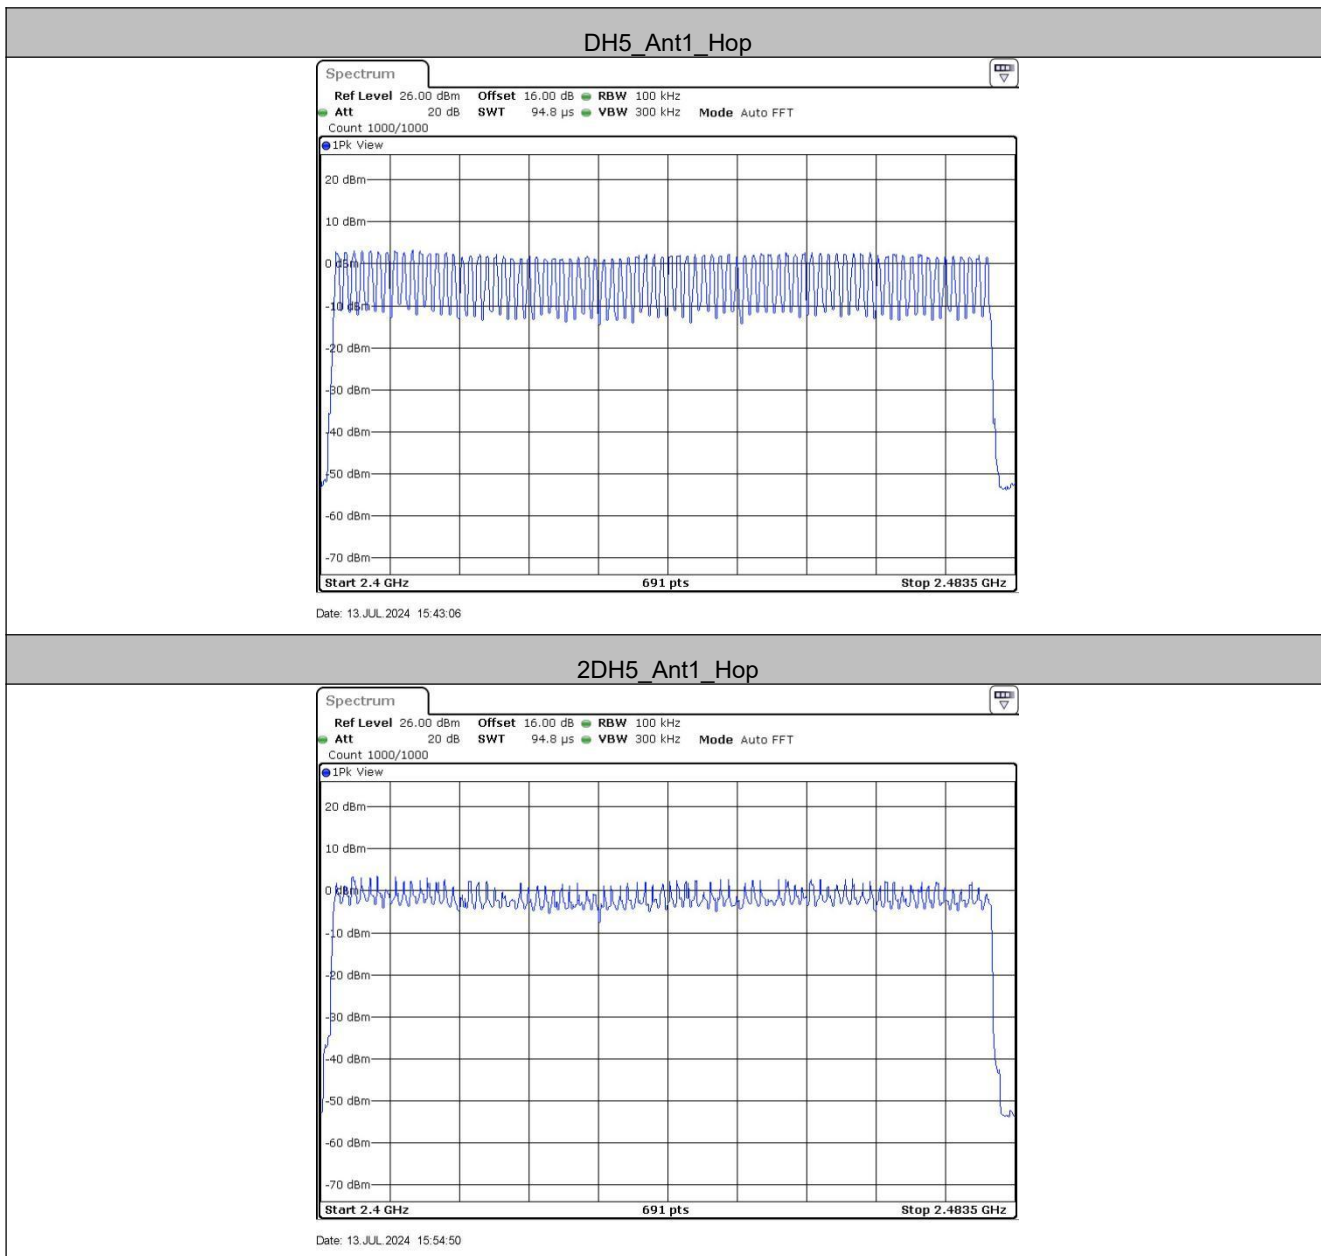 DH5_Ant1_Hop
Spectrum
Ref Level 26.00 dBm Offset 16.00 dB RBW 100 kHz
Att 20 dB SWT 94.8 µs VBW 300 kHz Mode Auto FFT
Count 1000/1000
1Pk View
20 dBm
10 dBm
0 dBm
-10 dBm
-20 dBm
-30 dBm
-40 dBm
-50 dBm
-60 dBm
-70 dBm
Start 2.4 GHz 691 pts Stop 2.4835 GHz
Date: 13.JUL.2024 15:43:06
2DH5_Ant1_Hop
Spectrum
Ref Level 26.00 dBm Offset 16.00 dB RBW 100 kHz
Att 20 dB SWT 94.8 µs VBW 300 kHz Mode Auto FFT
Count 1000/1000
1Pk View
20 dBm
10 dBm
0 dBm
-10 dBm
-20 dBm
-30 dBm
-40 dBm
-50 dBm
-60 dBm
-70 dBm
Start 2.4 GHz 691 pts Stop 2.4835 GHz
Date: 13.JUL.2024 15:54:50